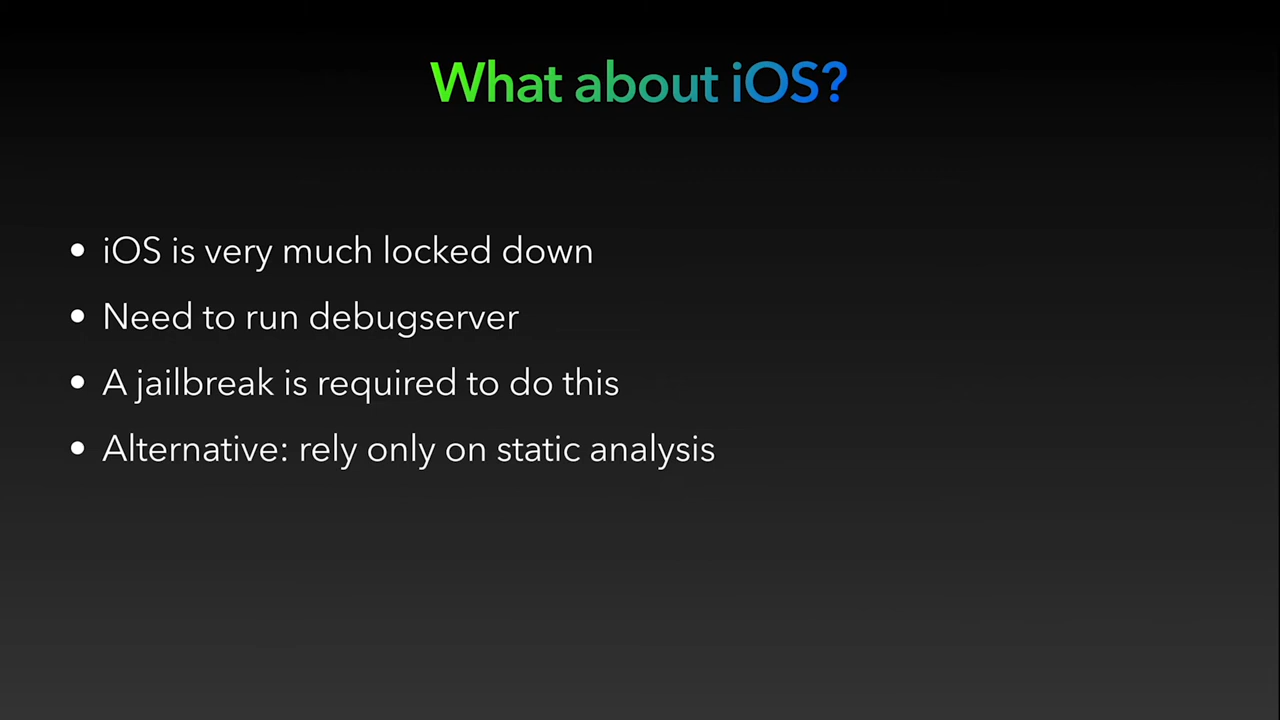 What about iOS?
• iOS is very much locked down
• Need to run debugserver
• A jailbreak is required to do this
• Alternative: rely only on static analysis